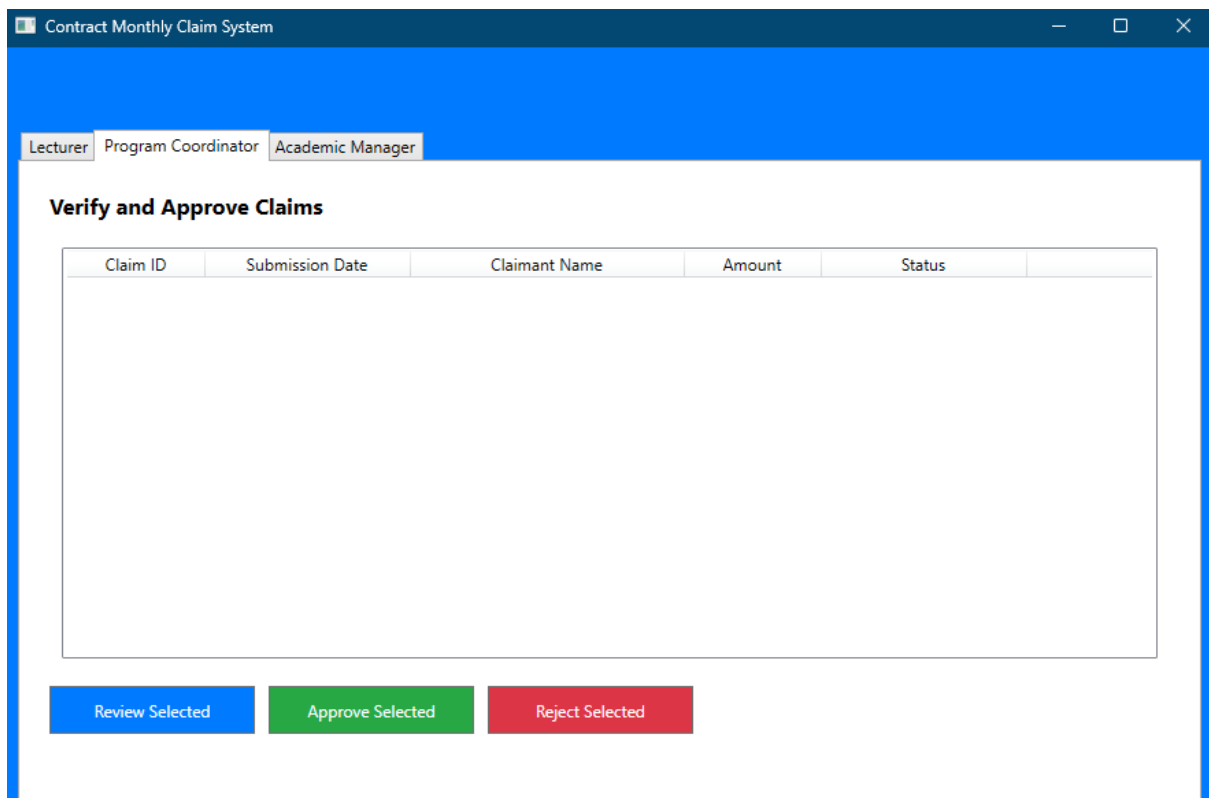 Contract Monthly Claim System
Lecturer Program Coordinator Academic Manager
Verify and Approve Claims
Claim ID Submission Date Claimant Name Amount Status
Review Selected Approve Selected Reject Selected